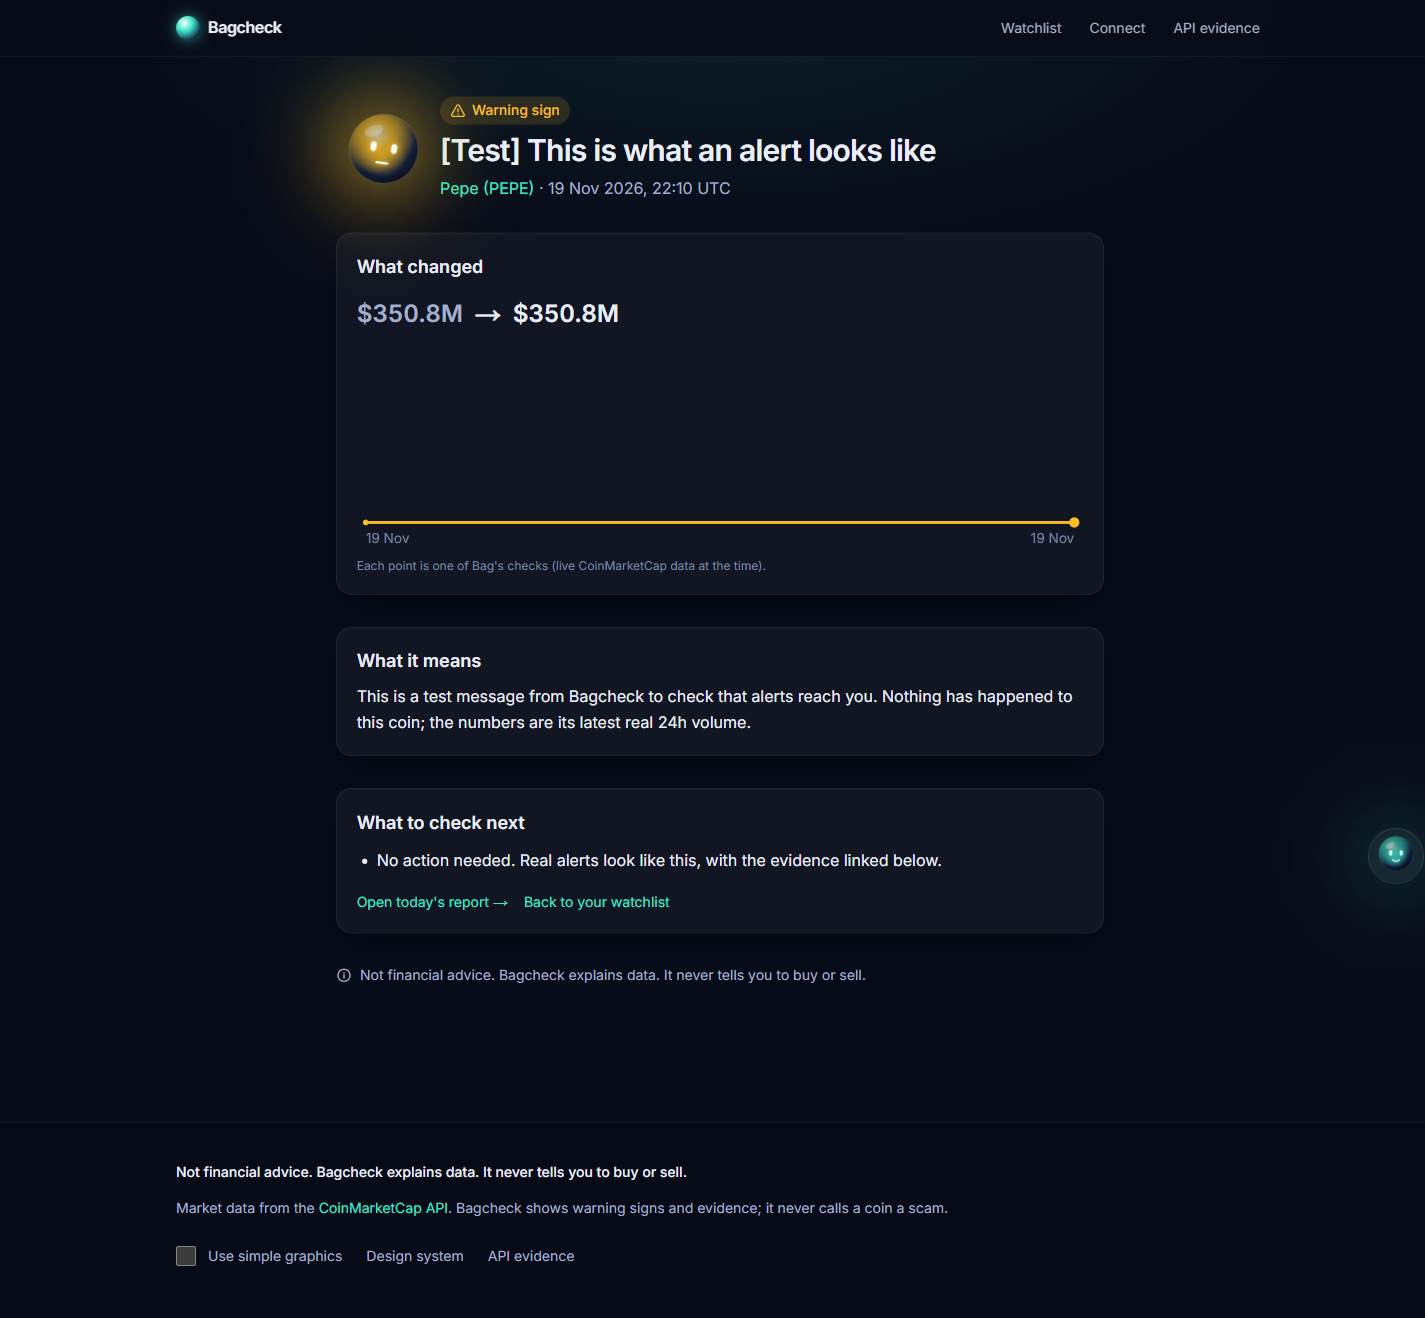 Bagcheck
Watchlist
Connect
API evidence
Warning sign
[Test] This is what an alert looks like
Pepe (PEPE) · 19 Nov 2026, 22:10 UTC
What changed
$350.8M → $350.8M
19 Nov
19 Nov
Each point is one of Bag's checks (live CoinMarketCap data at the time).
What it means
This is a test message from Bagcheck to check that alerts reach you. Nothing has happened to
this coin; the numbers are its latest real 24h volume.
What to check next
• No action needed. Real alerts look like this, with the evidence linked below.
Open today's report →
Back to your watchlist
Not financial advice. Bagcheck explains data. It never tells you to buy or sell.
Not financial advice. Bagcheck explains data. It never tells you to buy or sell.
Market data from the CoinMarketCap API. Bagcheck shows warning signs and evidence; it never calls a coin a scam.
Use simple graphics
Design system
API evidence